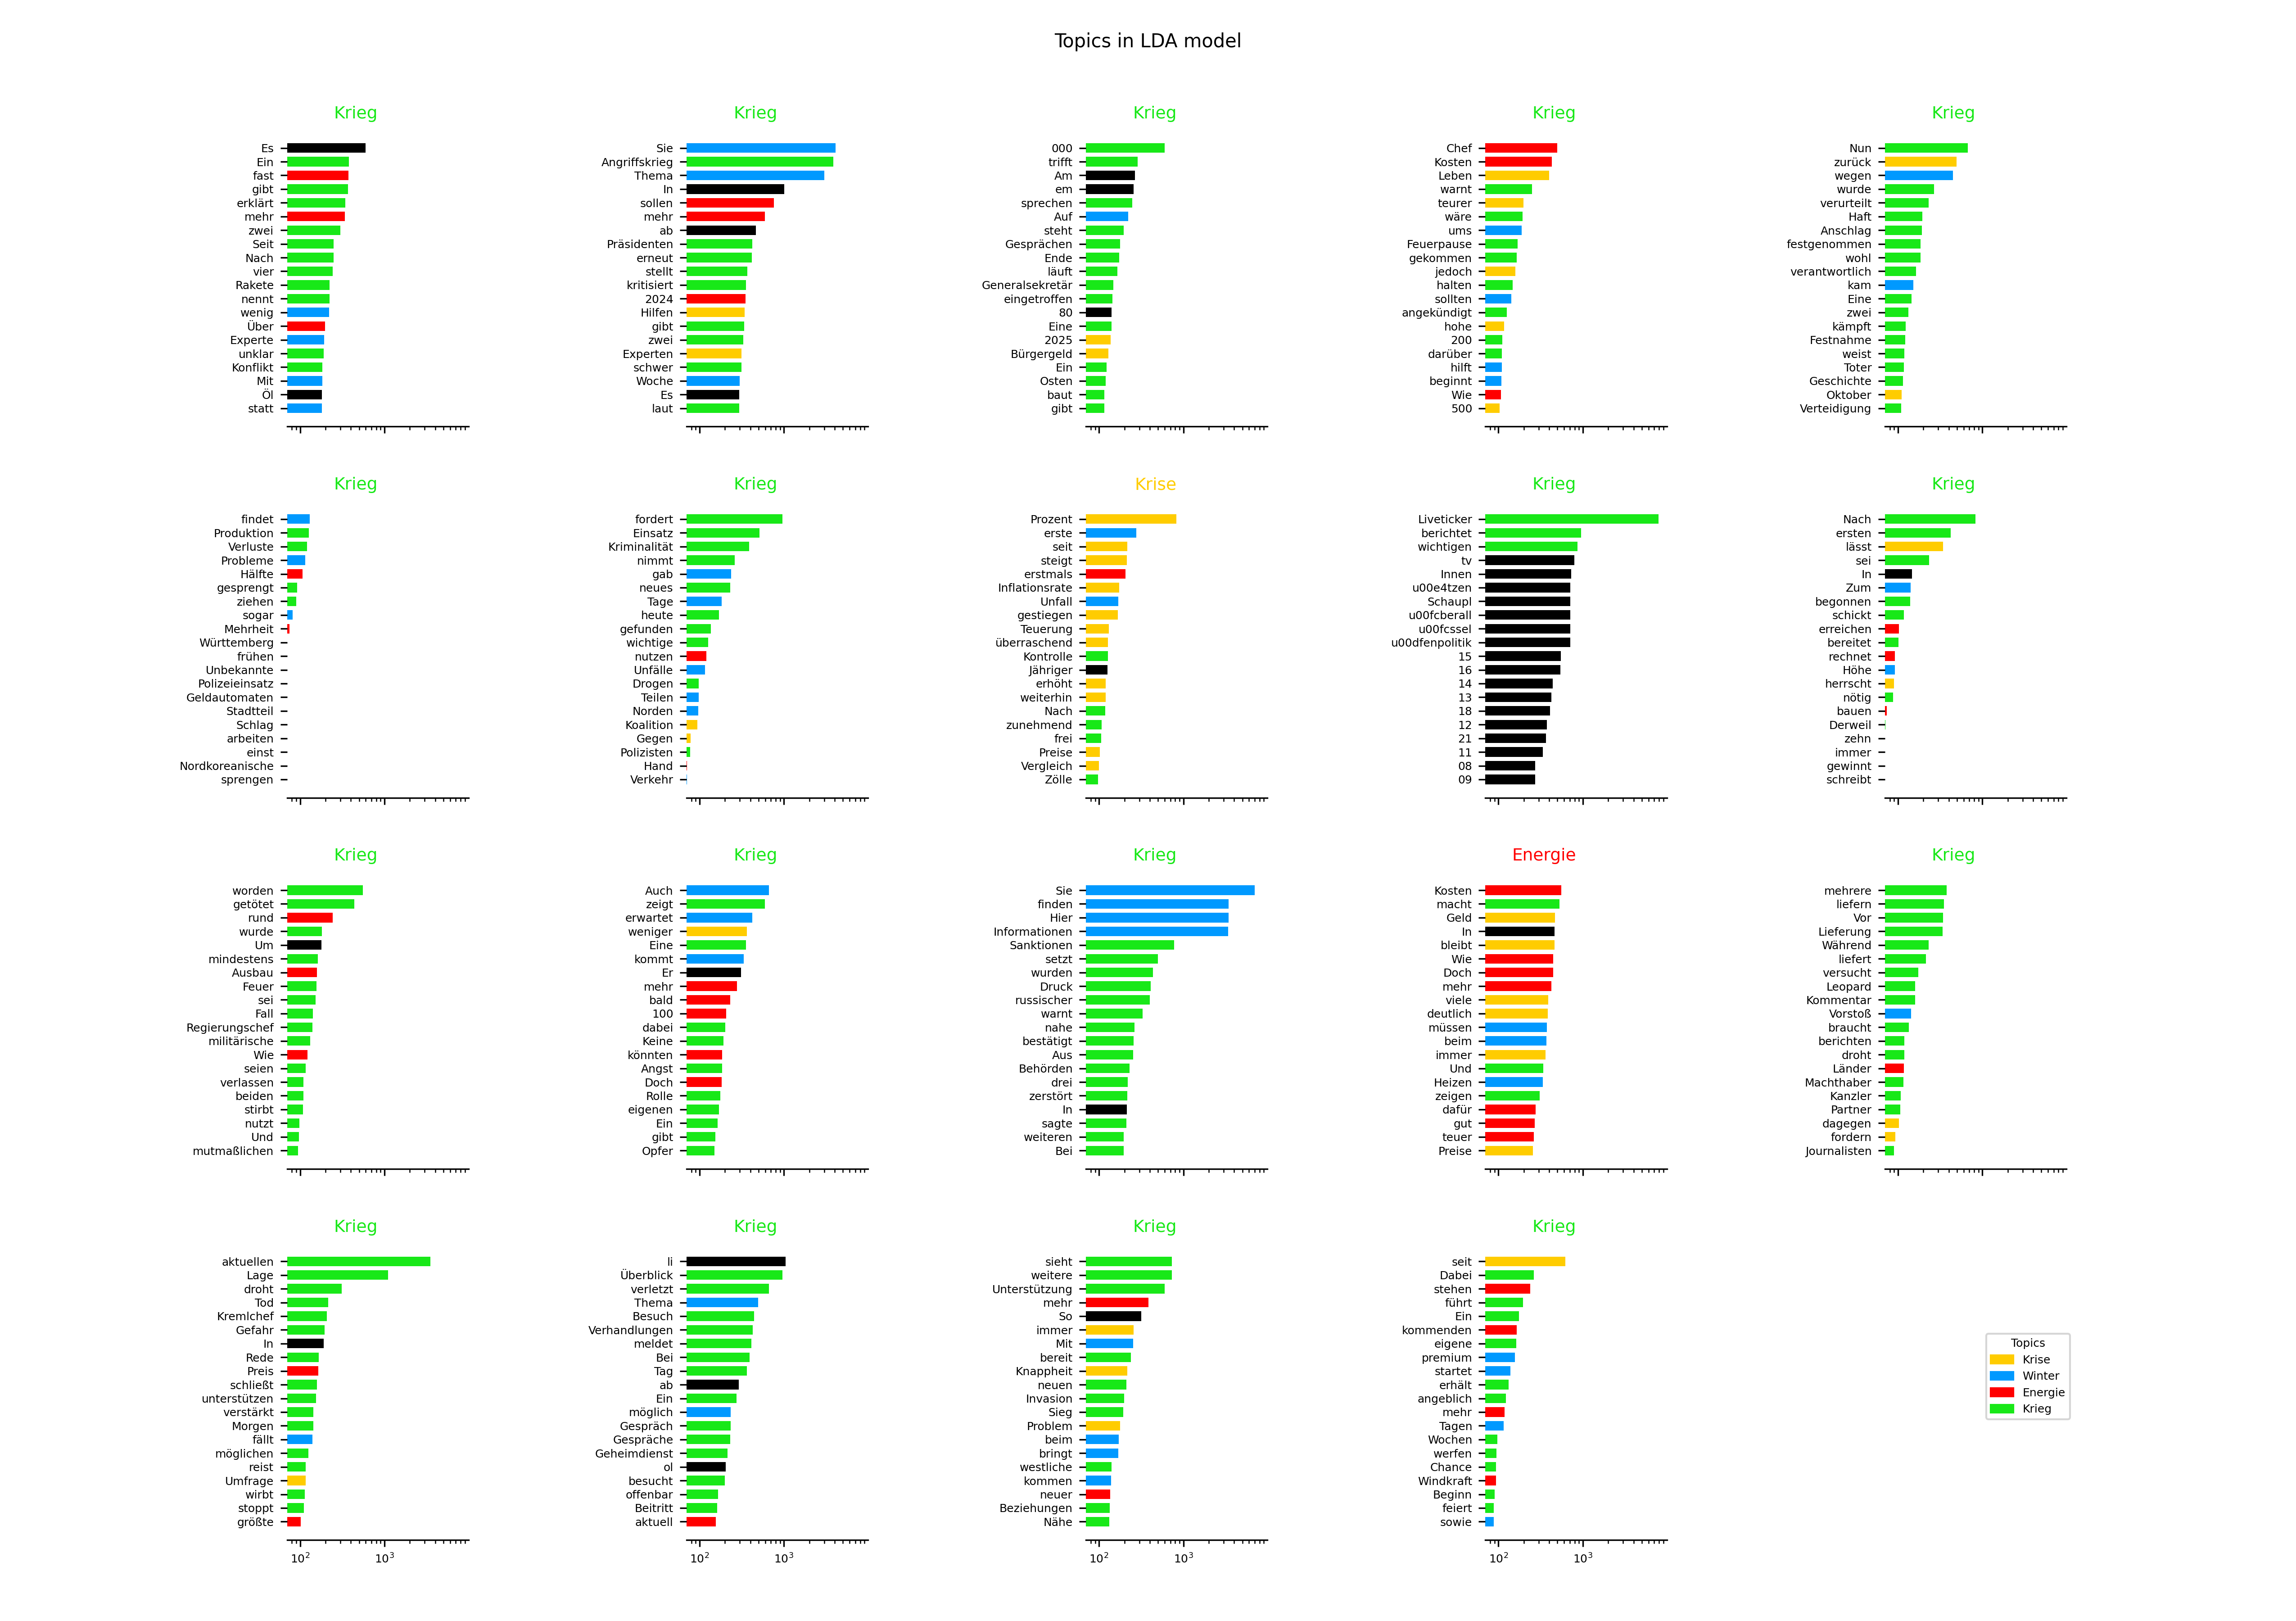 Topics in LDA model
Krieg
Es
Ein
fast
gibt
erklärt
mehr
zwei
Seit
Nach
vier
Rakete
nennt
wenig
Über
Experte
unklar
Konflikt
Mit
Öl
statt
Krieg
Sie
Angriffskrieg
Thema
In
sollen
mehr
ab
Präsidenten
erneut
stellt
kritisiert
2024
Hilfen
gibt
zwei
Experten
schwer
Woche
Es
laut
Krieg
000
trifft
Am
em
sprechen
Auf
steht
Gesprächen
Ende
läuft
Generalsekretär
eingetroffen
80
Eine
2025
Bürgergeld
Ein
Osten
baut
gibt
Krieg
Chef
Kosten
Leben
warnt
teurer
wäre
ums
Feuerpause
gekommen
jedoch
halten
sollten
angekündigt
hohe
200
darüber
hilft
beginnt
Wie
500
Krieg
Nun
zurück
wegen
wurde
verurteilt
Haft
Anschlag
festgenommen
wohl
verantwortlich
kam
Eine
zwei
kämpft
Festnahme
weist
Toter
Geschichte
Oktober
Verteidigung
Krieg
findet
Produktion
Verluste
Probleme
Hälfte
gesprengt
ziehen
sogar
Mehrheit
Württemberg
frühen
Unbekannte
Polizeieinsatz
Geldautomaten
Stadtteil
Schlag
arbeiten
einst
Nordkoreanische
sprengen
Krieg
fordert
Einsatz
Kriminalität
nimmt
gab
neues
Tage
heute
gefunden
wichtige
nutzen
Unfälle
Drogen
Teilen
Norden
Koalition
Gegen
Polizisten
Hand
Verkehr
Krise
Prozent
erste
seit
steigt
erstmals
Inflationsrate
Unfall
gestiegen
Teuerung
überraschend
Kontrolle
Jähriger
erhöht
weiterhin
Nach
zunehmend
frei
Preise
Vergleich
Zölle
Krieg
Liveticker
berichtet
wichtigen
tv
Innen
u00e4tzen
Schaupl
u00fcberall
u00fcssel
u00dfenpolitik
15
16
14
13
18
12
21
11
08
09
Krieg
Nach
ersten
lässt
sei
In
Zum
begonnen
schickt
erreichen
bereitet
rechnet
Höhe
herrscht
nötig
bauen
Derweil
zehn
immer
gewinnt
schreibt
Krieg
worden
getötet
rund
wurde
Um
mindestens
Ausbau
Feuer
sei
Fall
Regierungschef
militärische
Wie
seien
verlassen
beiden
stirbt
nutzt
Und
mutmaßlichen
Krieg
Auch
zeigt
erwartet
weniger
Eine
kommt
Er
mehr
bald
100
dabei
Keine
könnten
Angst
Doch
Rolle
eigenen
Ein
gibt
Opfer
Krieg
Sie
finden
Hier
Informationen
Sanktionen
setzt
wurden
Druck
russischer
warnt
nahe
bestätigt
Aus
Behörden
drei
zerstört
In
sagte
weiteren
Bei
Energie
Kosten
macht
Geld
In
bleibt
Wie
Doch
mehr
viele
deutlich
müssen
beim
immer
Und
Heizen
zeigen
dafür
gut
teuer
Preise
Krieg
mehrere
liefern
Vor
Lieferung
Während
liefert
versucht
Leopard
Kommentar
Vorstoß
braucht
berichten
droht
Länder
Machthaber
Kanzler
Partner
dagegen
fordern
Journalisten
Krieg
aktuellen
Lage
droht
Tod
Kremlchef
Gefahr
In
Rede
Preis
schließt
unterstützen
verstärkt
Morgen
fällt
möglichen
reist
Umfrage
wirbt
stoppt
größte
10² 10³
Krieg
li
Überblick
verletzt
Thema
Besuch
Verhandlungen
meldet
Bei
Tag
ab
Ein
möglich
Gespräch
Gespräche
Geheimdienst
ol
besucht
offenbar
Beitritt
aktuell
10² 10³
Krieg
sieht
weitere
Unterstützung
mehr
So
immer
Mit
bereit
Knappheit
neuen
Invasion
Sieg
Problem
beim
bringt
westliche
kommen
neuer
Beziehungen
Nähe
10² 10³
Krieg
seit
Dabei
stehen
führt
Ein
kommenden
eigene
premium
startet
erhält
angeblich
mehr
Tagen
Wochen
werfen
Chance
Windkraft
Beginn
feiert
sowie
10² 10³
Topics
Krise
Winter
Energie
Krieg